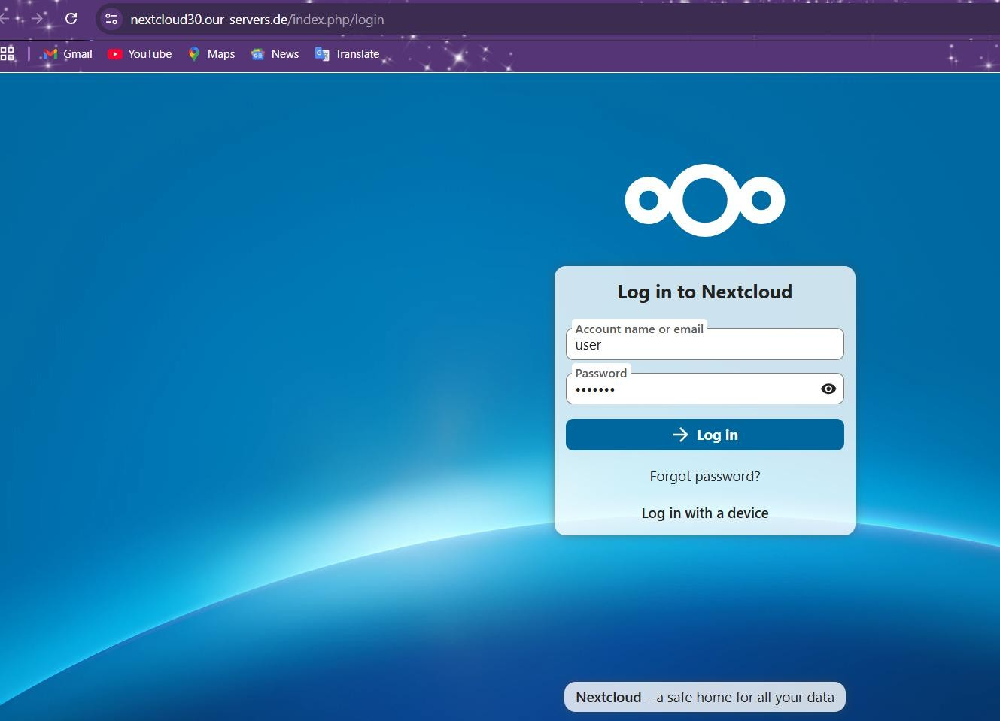 nextcloud30.our-servers.de/index.php/login
Gmail YouTube Maps News Translate
Log in to Nextcloud
Account name or email
user
Password
•••••••
Log in
Forgot password?
Log in with a device
Nextcloud – a safe home for all your data